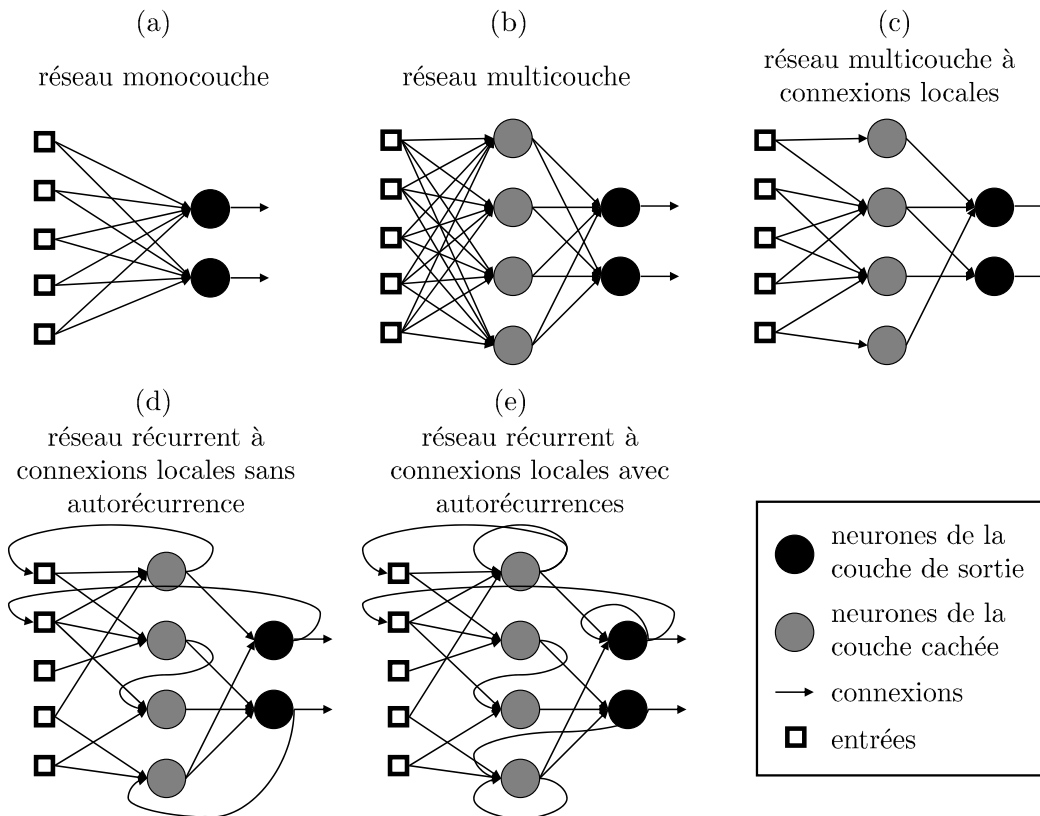 (a)
réseau monocouche
(b)
réseau multicouche
(c)
réseau multicouche à
connexions locales
(d)
réseau récurrent à
connexions locales sans
autorécurrence
(e)
réseau récurrent à
connexions locales avec
autorécurrences
neurones de la
couche de sortie
neurones de la
couche cachée
connexions
entrées